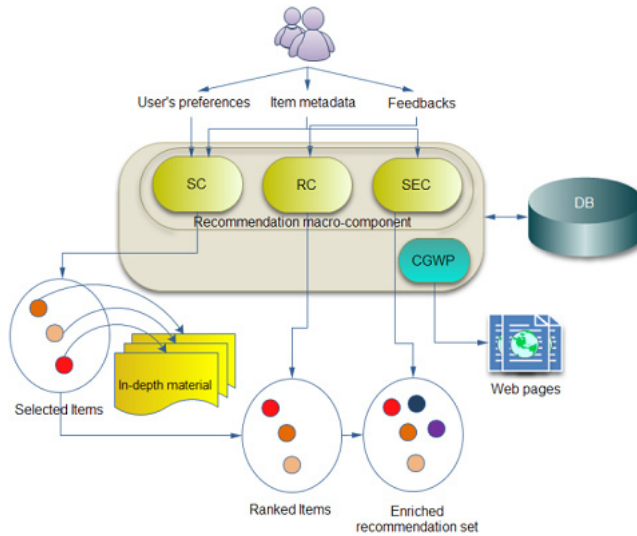 User's preferences
Item metadata
Feedbacks
SC
RC
SEC
Recommendation macro-component
CGWP
DB
In-depth material
Selected Items
Web pages
Ranked Items
Enriched
recommendation set